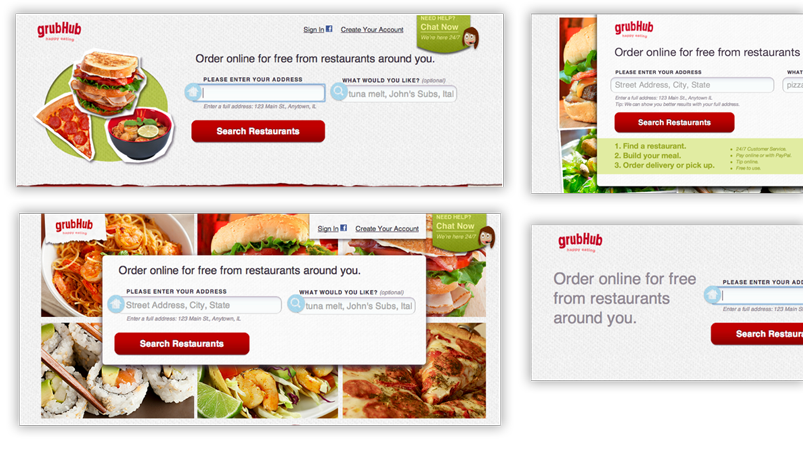 grubHub
happy eating.
Sign In
Create Your Account
NEED HELP?
Chat Now
We're here 24/7
Order online for free from restaurants around you.
PLEASE ENTER YOUR ADDRESS
WHAT WOULD YOU LIKE? (optional)
tuna melt, John's Subs, Ital
Enter a full address: 123 Main St., Anytown, IL
Search Restaurants
grubHub
happy eating.
Order online for free from restaurants
PLEASE ENTER YOUR ADDRESS
WHAT
Street Address, City, State
pizza
Enter a full address: 123 Main St., Anytown, IL
Tip: We can show you better results with your full address.
Search Restaurants
1. Find a restaurant.
2. Build your meal.
3. Order delivery or pick up.
24/7 Customer Service.
Pay online or with PayPal.
Tip online.
Free to use.
grubHub
happy eating.
Sign In
Create Your Account
NEED HELP?
Chat Now
We're here 24/7
Order online for free from restaurants around you.
PLEASE ENTER YOUR ADDRESS
WHAT WOULD YOU LIKE? (optional)
Street Address, City, State
tuna melt, John's Subs, Ital
Enter a full address: 123 Main St., Anytown, IL
Search Restaurants
grubHub
happy eating.
Order online for free
from restaurants
around you.
PLEASE ENTER YOUR ADD
Enter a full address: 123 Main St
Search Restaur